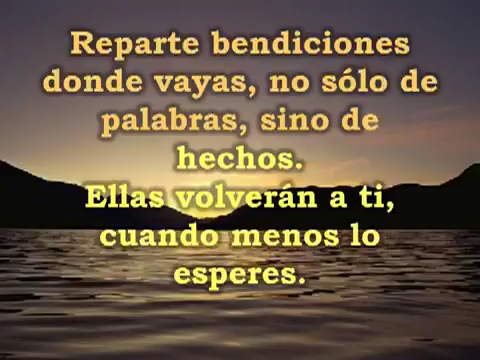 Reparte bendiciones
donde vayas, no sólo de
palabras, sino de
hechos.
Ellas volverán a ti,
cuando menos lo
esperes.